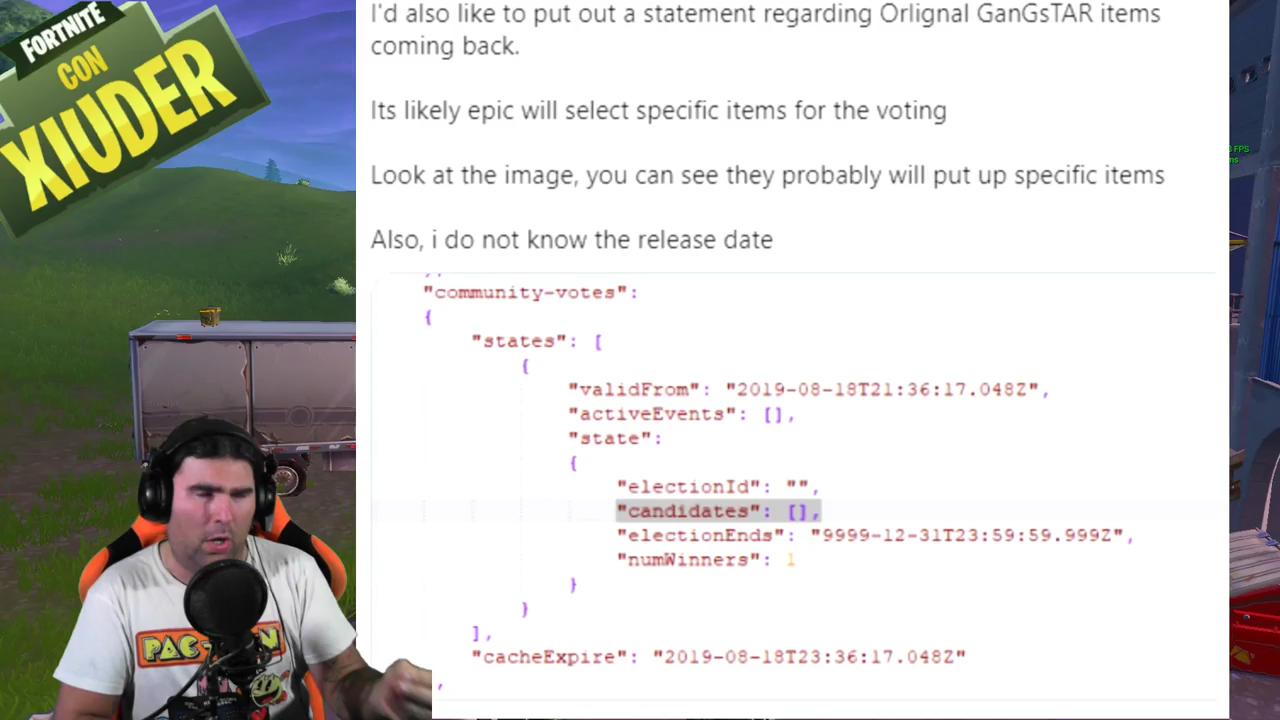 FORTNITE
CON
XIUDER
I'd also like to put out a statement regarding Orlignal GanGsTAR items
coming back.
Its likely epic will select specific items for the voting
Look at the image, you can see they probably will put up specific items
Also, i do not know the release date
"community-votes":
{
"states": [
{
"validFrom": "2019-08-18T21:36:17.048Z",
"activeEvents": [],
"state":
{
"electionId": "",
"candidates": [],
"electionEnds": "9999-12-31T23:59:59.999Z",
"numWinners": 1
}
}
],
"cacheExpire": "2019-08-18T23:36:17.048Z"
FPS
ms